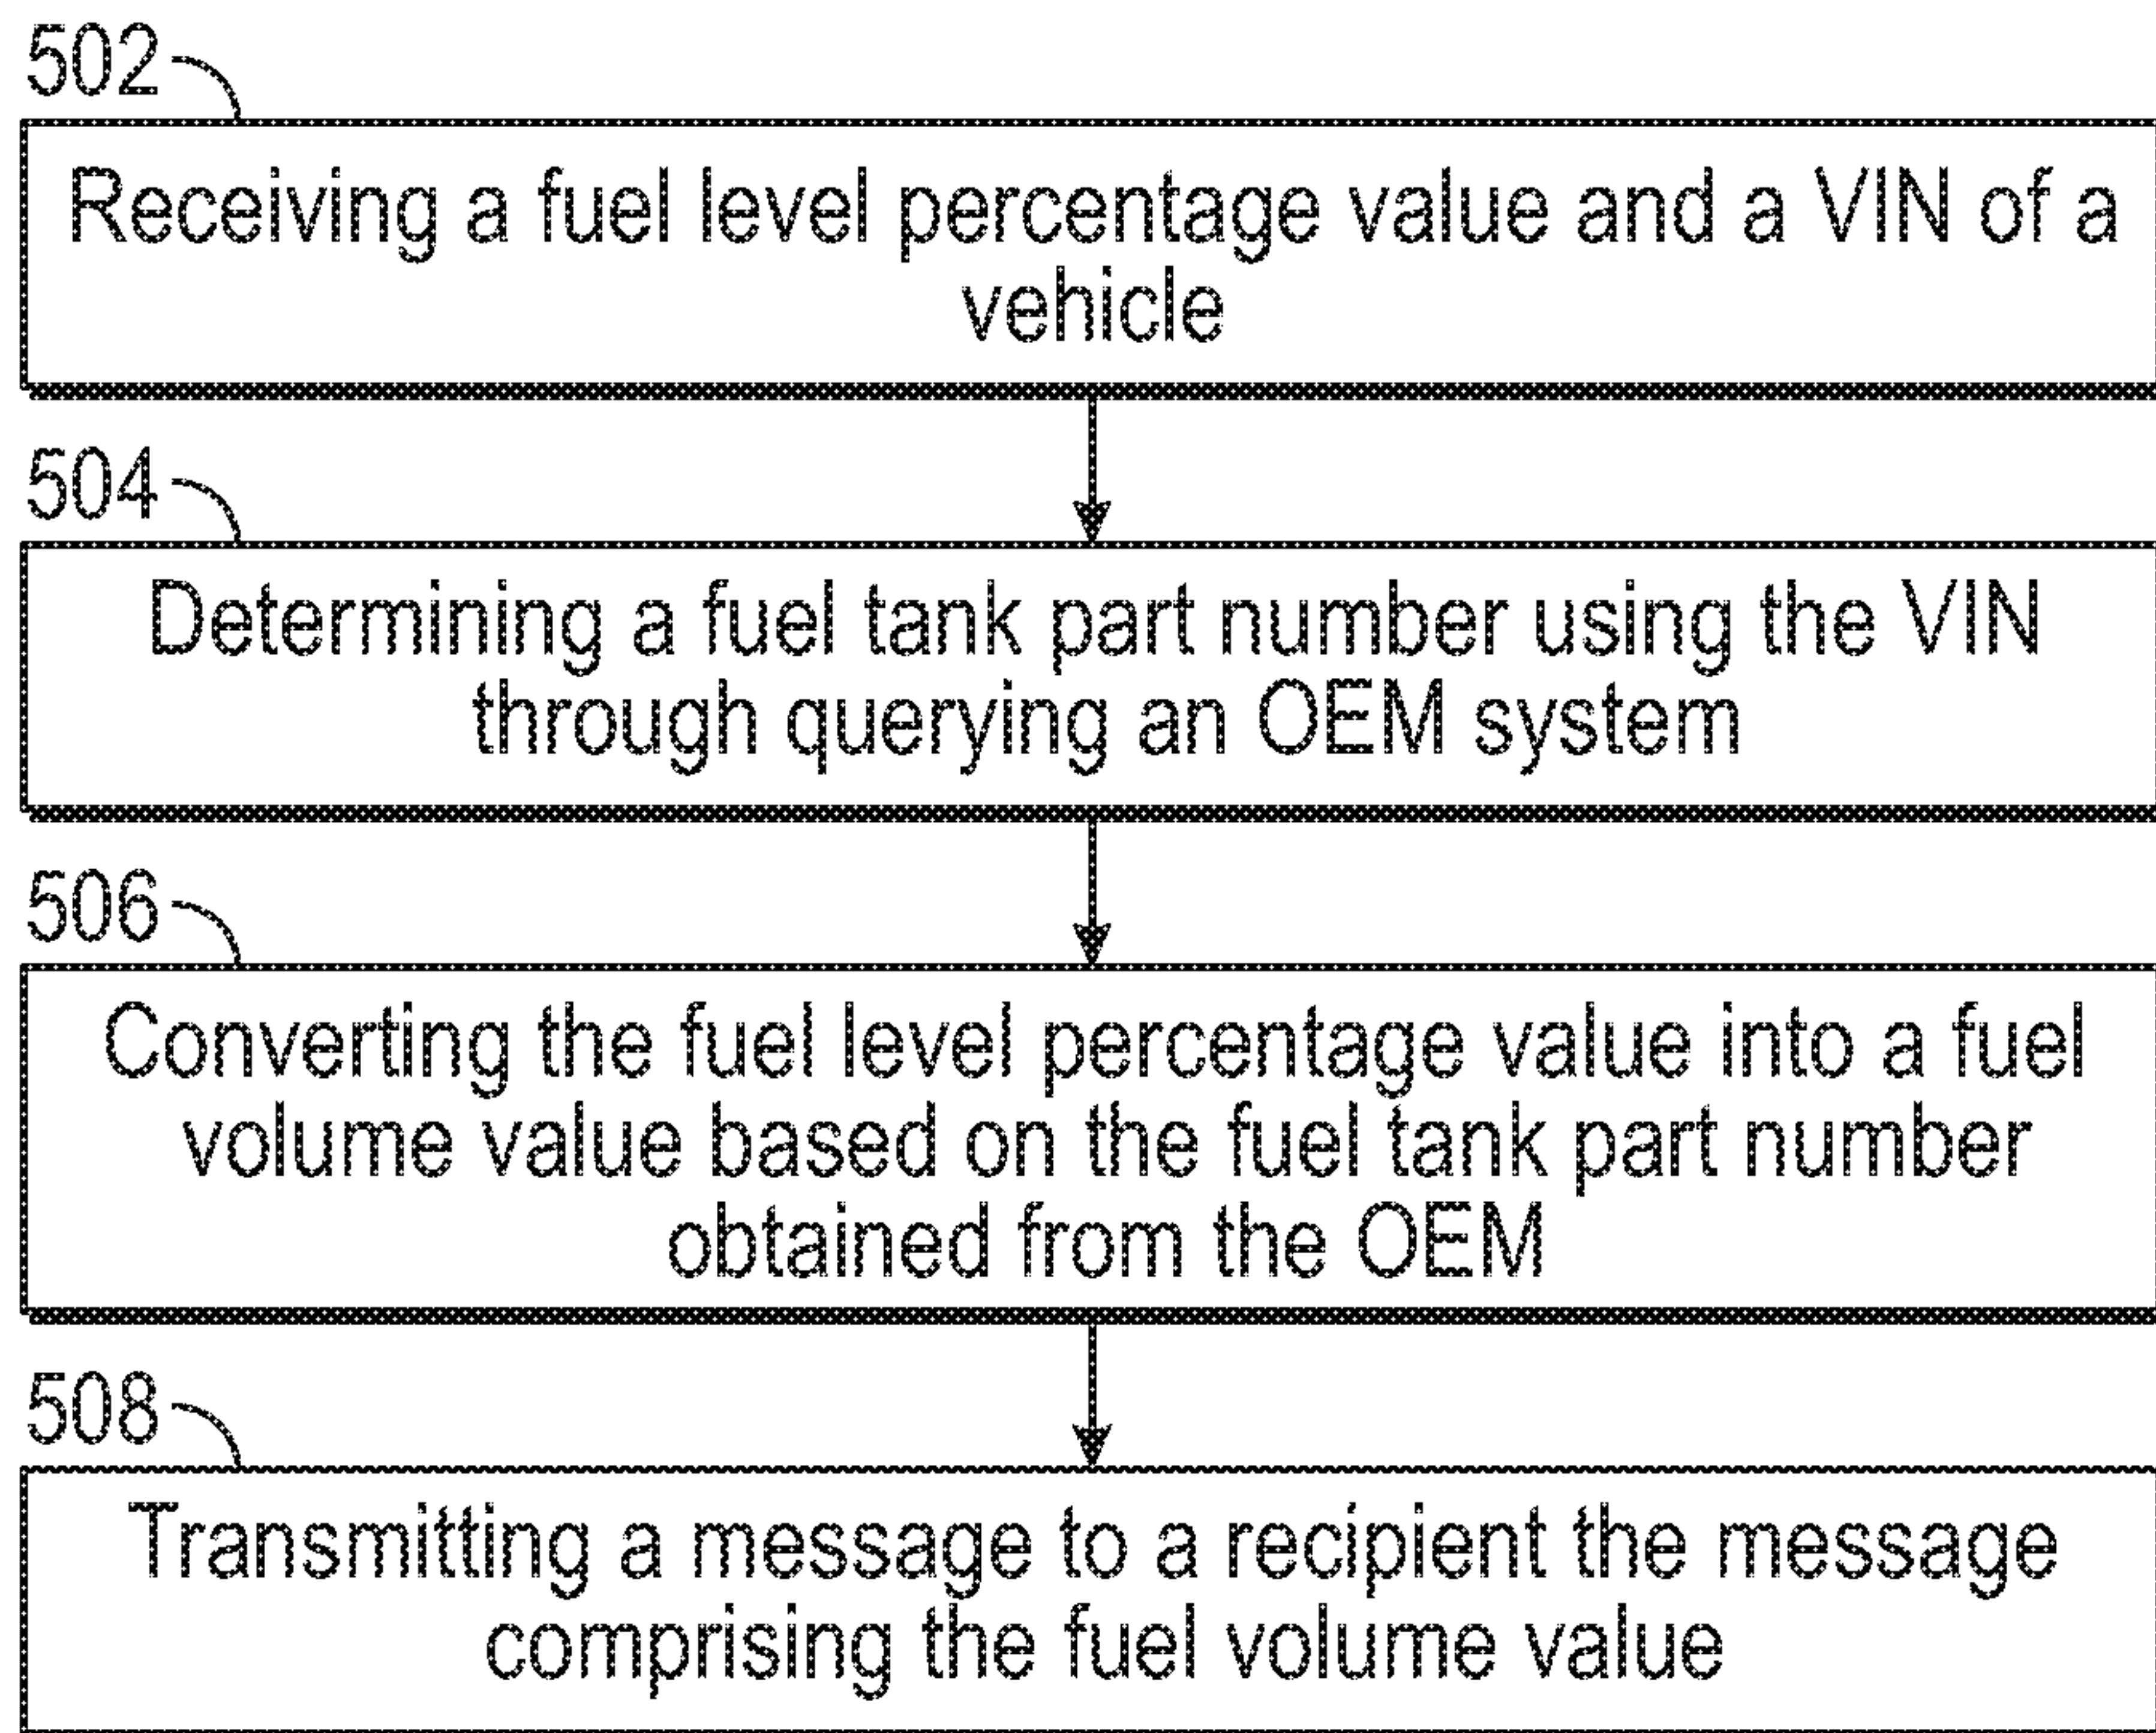 502
Receiving a fuel level percentage value and a VIN of a
vehicle
504
Determining a fuel tank part number using the VIN
through querying an OEM system
506
Converting the fuel level percentage value into a fuel
volume value based on the fuel tank part number
obtained from the OEM
508
Transmitting a message to a recipient the message
comprising the fuel volume value